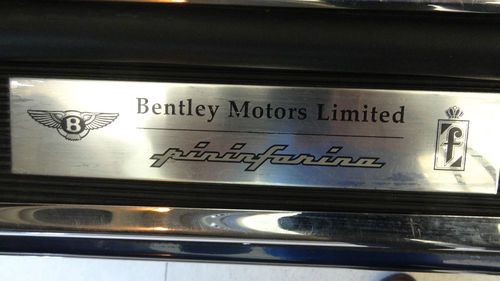 B
Bentley Motors Limited
pininfarina
f